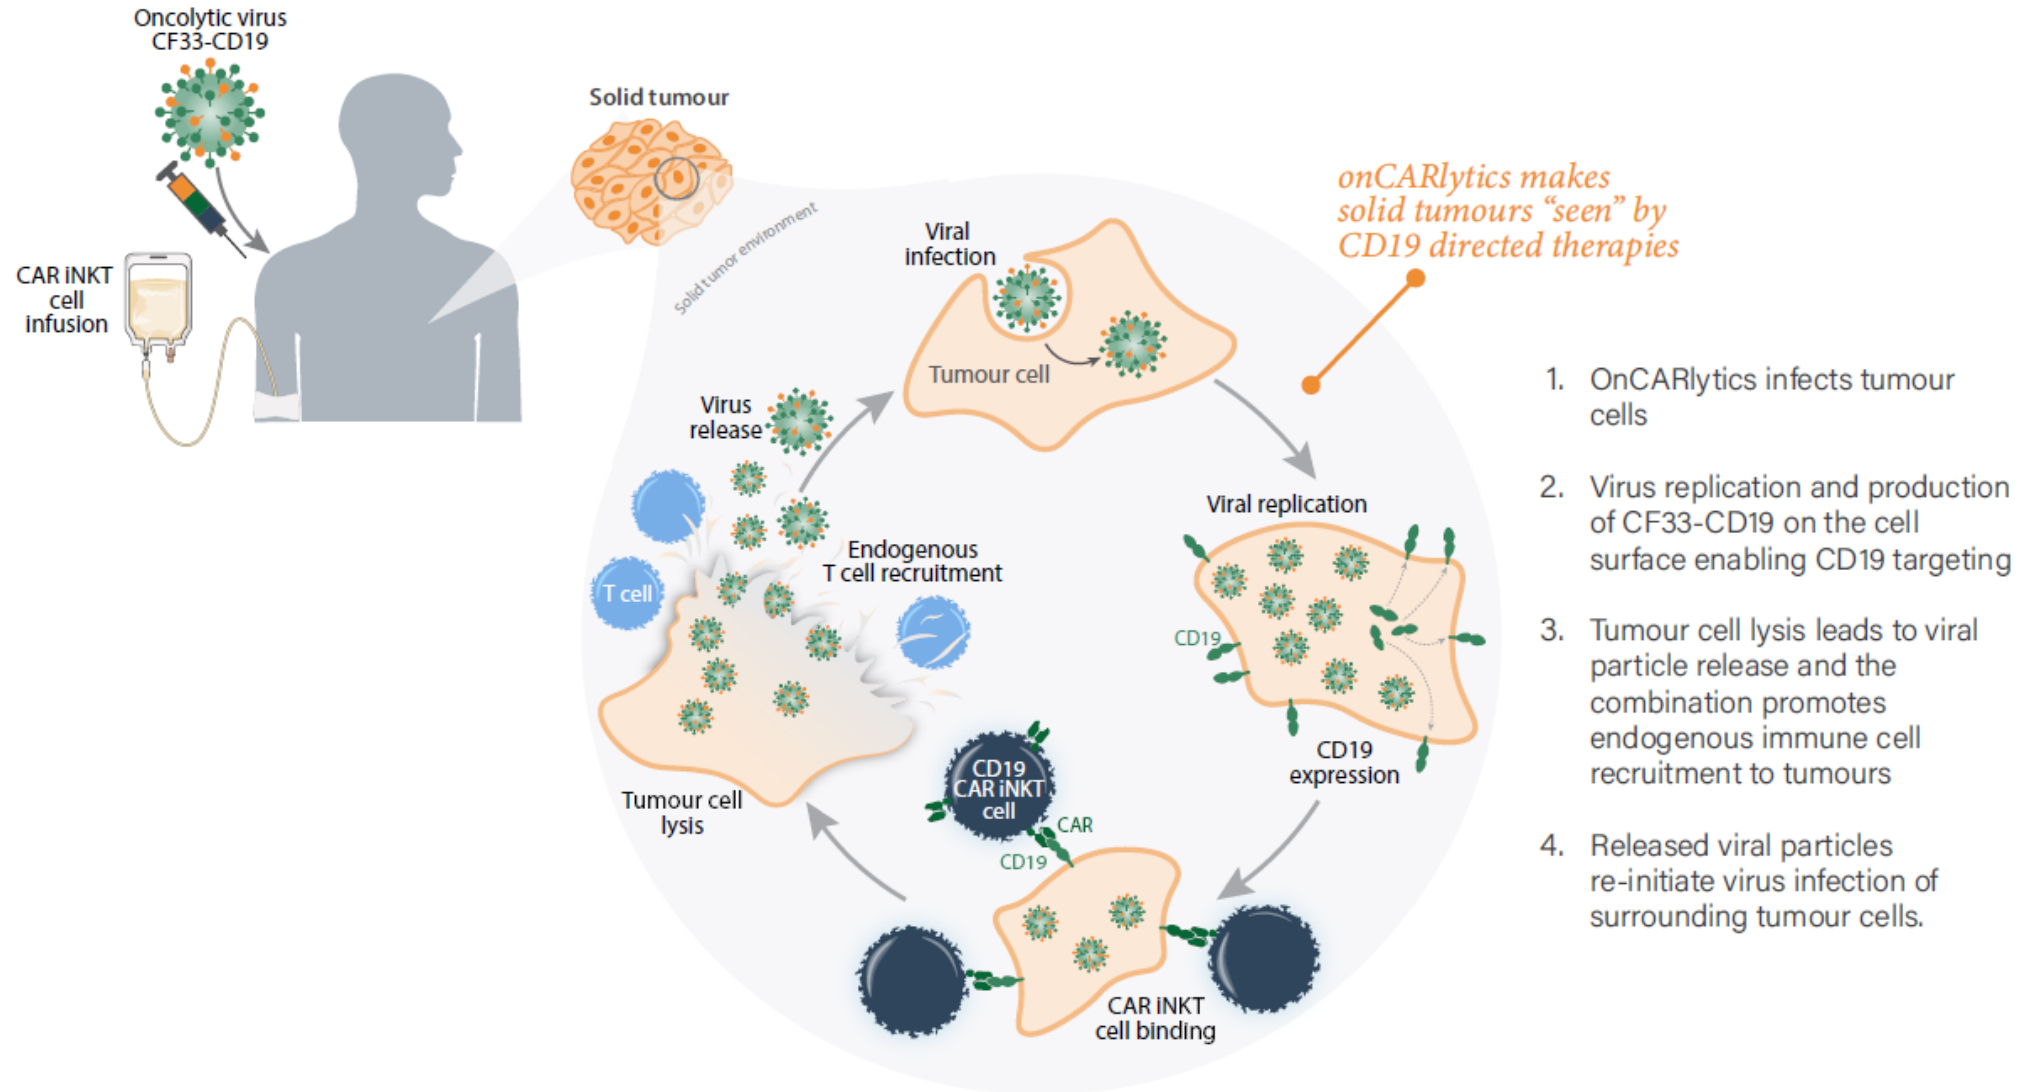 Oncolytic virus
CF33-CD19
CAR iNKT
cell
infusion
Solid tumour
Solid tumor environment
onCARlytics makes
solid tumours “seen” by
CD19 directed therapies
Viral
infection
Tumour cell
Virus
release
Viral replication
Endogenous
T cell recruitment
T cell
CD19
CD19
expression
CD19
CAR iNKT
cell
CAR
CD19
Tumour cell
lysis
CAR iNKT
cell binding
1. OnCARlytics infects tumour
cells
2. Virus replication and production
of CF33-CD19 on the cell
surface enabling CD19 targeting
3. Tumour cell lysis leads to viral
particle release and the
combination promotes
endogenous immune cell
recruitment to tumours
4. Released viral particles
re-initiate virus infection of
surrounding tumour cells.